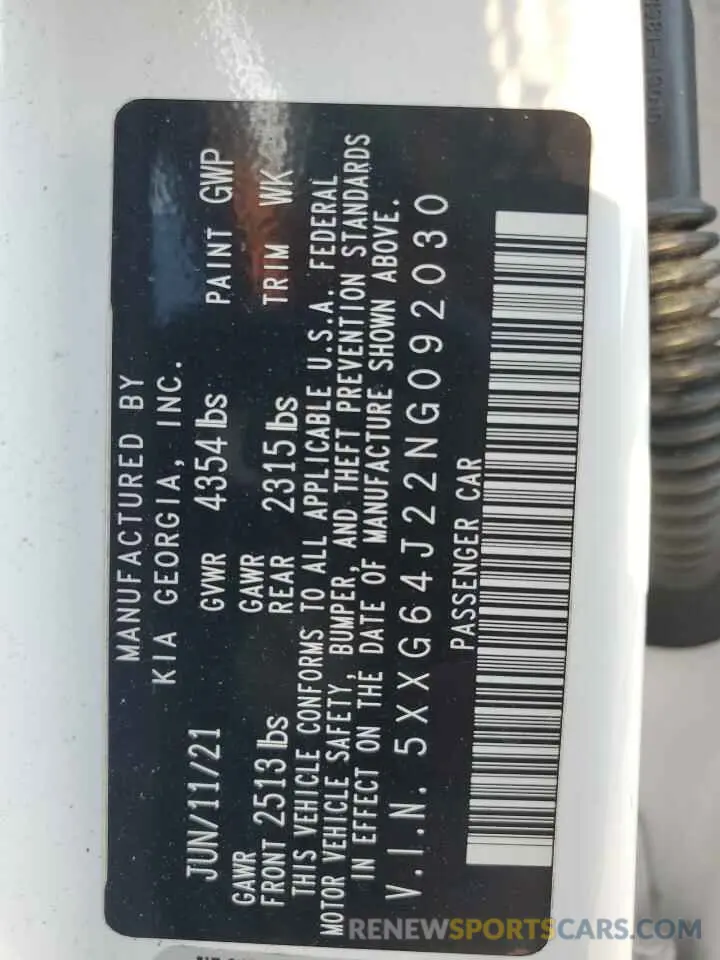 MANUFACTURED BY
KIA GEORGIA, INC.
JUN/11/21 GVWR 4354 lbs PAINT GWP
GAWR GAWR
FRONT 2513 lbs REAR 2315 lbs TRIM WK
THIS VEHICLE CONFORMS TO ALL APPLICABLE U.S.A. FEDERAL
MOTOR VEHICLE SAFETY, BUMPER, AND THEFT PREVENTION STANDARDS
IN EFFECT ON THE DATE OF MANUFACTURE SHOWN ABOVE.
V.I.N. 5XXG64J22NG092030
PASSENGER CAR
RENEWSPORTSCARS.COM